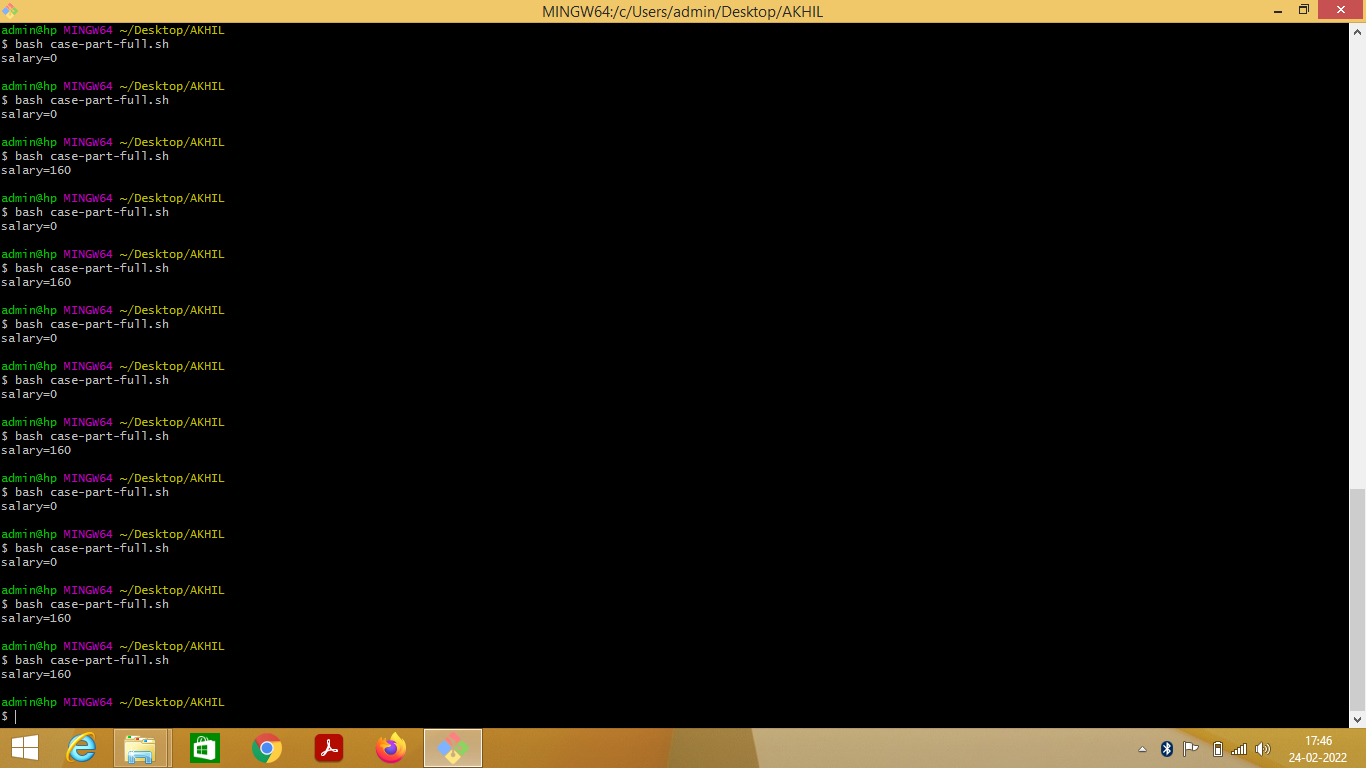 MINGW64:/c/Users/admin/Desktop/AKHIL
admin@hp MINGW64 ~/Desktop/AKHIL
$ bash case-part-full.sh
salary=0
admin@hp MINGW64 ~/Desktop/AKHIL
$ bash case-part-full.sh
salary=0
admin@hp MINGW64 ~/Desktop/AKHIL
$ bash case-part-full.sh
salary=160
admin@hp MINGW64 ~/Desktop/AKHIL
$ bash case-part-full.sh
salary=0
admin@hp MINGW64 ~/Desktop/AKHIL
$ bash case-part-full.sh
salary=160
admin@hp MINGW64 ~/Desktop/AKHIL
$ bash case-part-full.sh
salary=0
admin@hp MINGW64 ~/Desktop/AKHIL
$ bash case-part-full.sh
salary=0
admin@hp MINGW64 ~/Desktop/AKHIL
$ bash case-part-full.sh
salary=160
admin@hp MINGW64 ~/Desktop/AKHIL
$ bash case-part-full.sh
salary=0
admin@hp MINGW64 ~/Desktop/AKHIL
$ bash case-part-full.sh
salary=0
admin@hp MINGW64 ~/Desktop/AKHIL
$ bash case-part-full.sh
salary=160
admin@hp MINGW64 ~/Desktop/AKHIL
$ bash case-part-full.sh
salary=160
admin@hp MINGW64 ~/Desktop/AKHIL
$
17:46
24-02-2022